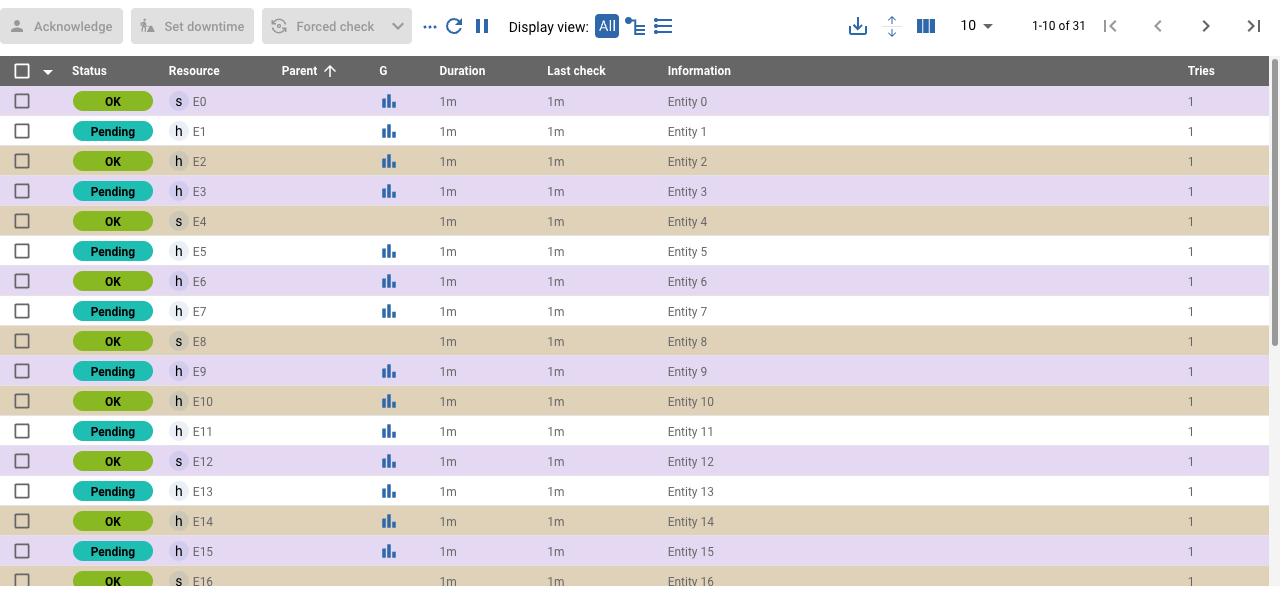 Acknowledge Set downtime Forced check Display view: All 10 1-10 of 31
Status Resource Parent G Duration Last check Information Tries
OK s E0 1m 1m Entity 0 1
Pending h E1 1m 1m Entity 1 1
OK h E2 1m 1m Entity 2 1
Pending h E3 1m 1m Entity 3 1
OK s E4 1m 1m Entity 4 1
Pending h E5 1m 1m Entity 5 1
OK h E6 1m 1m Entity 6 1
Pending h E7 1m 1m Entity 7 1
OK s E8 1m 1m Entity 8 1
Pending h E9 1m 1m Entity 9 1
OK h E10 1m 1m Entity 10 1
Pending h E11 1m 1m Entity 11 1
OK s E12 1m 1m Entity 12 1
Pending h E13 1m 1m Entity 13 1
OK h E14 1m 1m Entity 14 1
Pending h E15 1m 1m Entity 15 1
OK s E16 1m 1m Entity 16 1